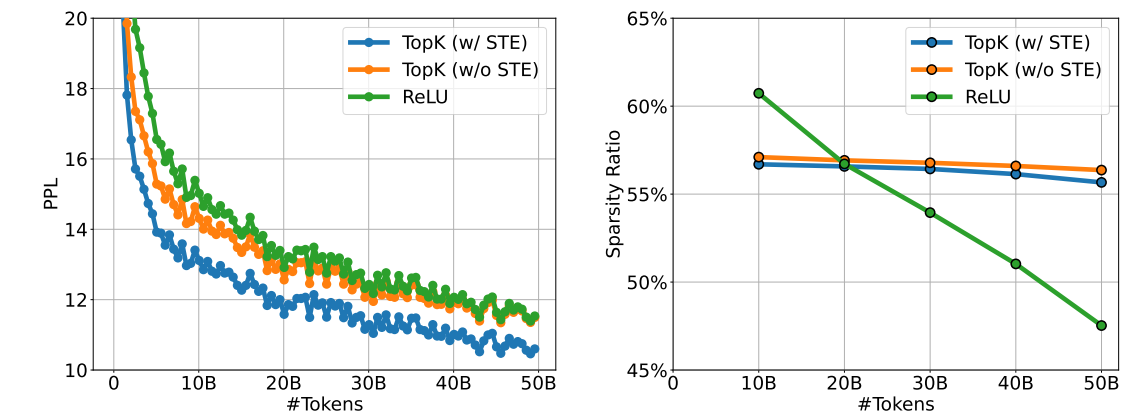 PPL
20
18
16
14
12
10
0
10B
20B
30B
40B
50B
#Tokens
TopK (w/ STE)
TopK (w/o STE)
ReLU
Sparsity Ratio
65%
60%
55%
50%
45%
0
10B
20B
30B
40B
50B
#Tokens
TopK (w/ STE)
TopK (w/o STE)
ReLU